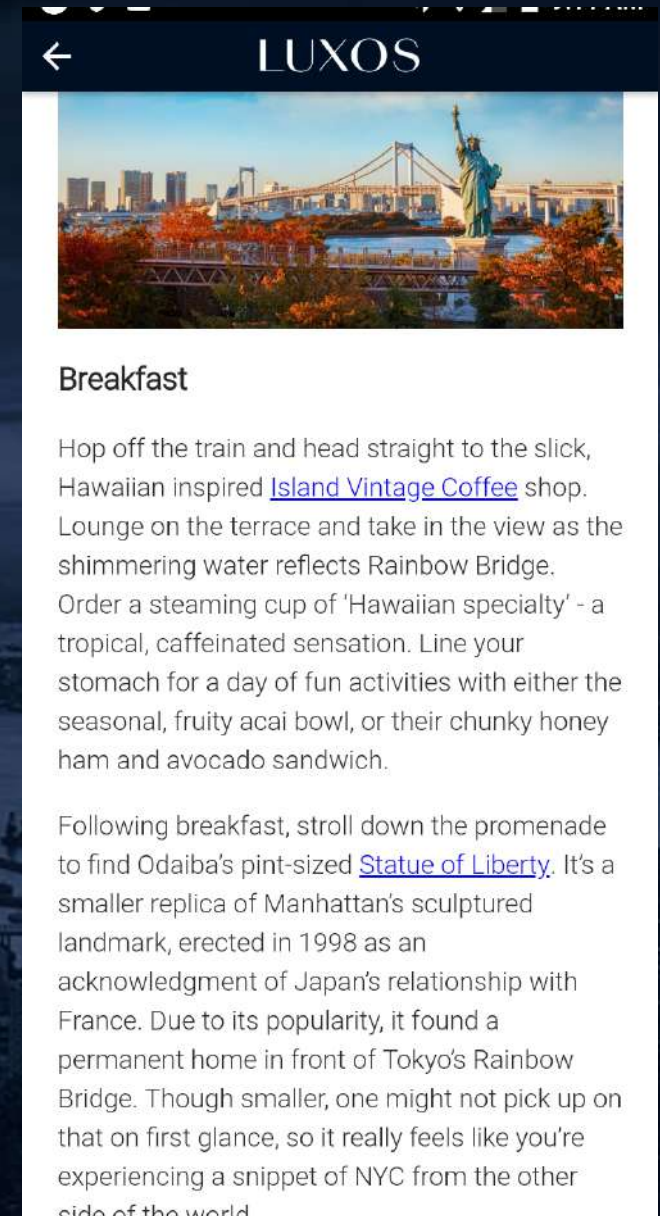 LUXOS
Breakfast
Hop off the train and head straight to the slick,
Hawaiian inspired Island Vintage Coffee shop.
Lounge on the terrace and take in the view as the
shimmering water reflects Rainbow Bridge.
Order a steaming cup of 'Hawaiian specialty' - a
tropical, caffeinated sensation. Line your
stomach for a day of fun activities with either the
seasonal, fruity acai bowl, or their chunky honey
ham and avocado sandwich.
Following breakfast, stroll down the promenade
to find Odaiba's pint-sized Statue of Liberty. It's a
smaller replica of Manhattan's sculptured
landmark, erected in 1998 as an
acknowledgment of Japan's relationship with
France. Due to its popularity, it found a
permanent home in front of Tokyo's Rainbow
Bridge. Though smaller, one might not pick up on
that on first glance, so it really feels like you're
experiencing a snippet of NYC from the other
side of the world